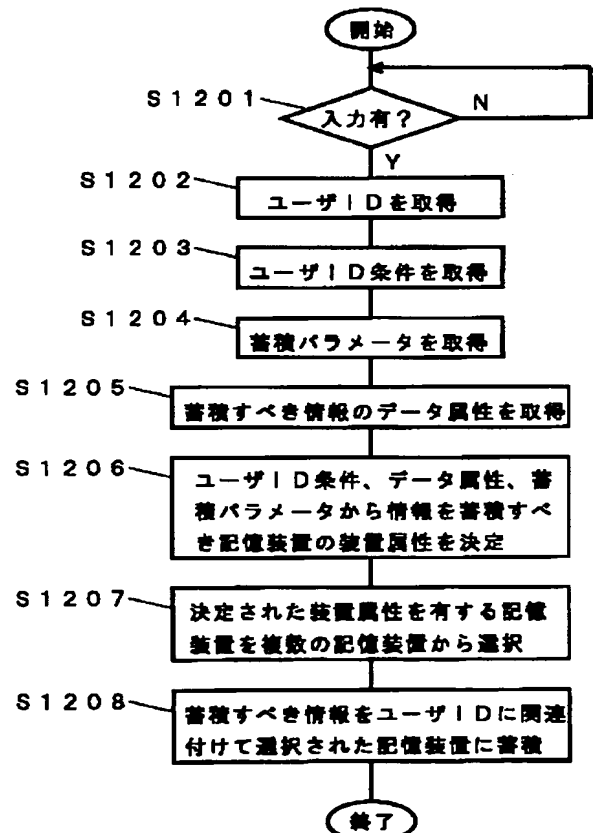 開始
S1201
入力有?
N
Y
S1202
ユーザIDを取得
S1203
ユーザID条件を取得
S1204
蓄積パラメータを取得
S1205
蓄積すべき情報のデータ属性を取得
S1206
ユーザID条件、データ属性、蓄
積パラメータから情報を蓄積すべ
き記憶装置の装置属性を決定
S1207
決定された装置属性を有する記憶
装置を複数の記憶装置から選択
S1208
蓄積すべき情報をユーザIDに関連
付けて選択された記憶装置に蓄積
終了